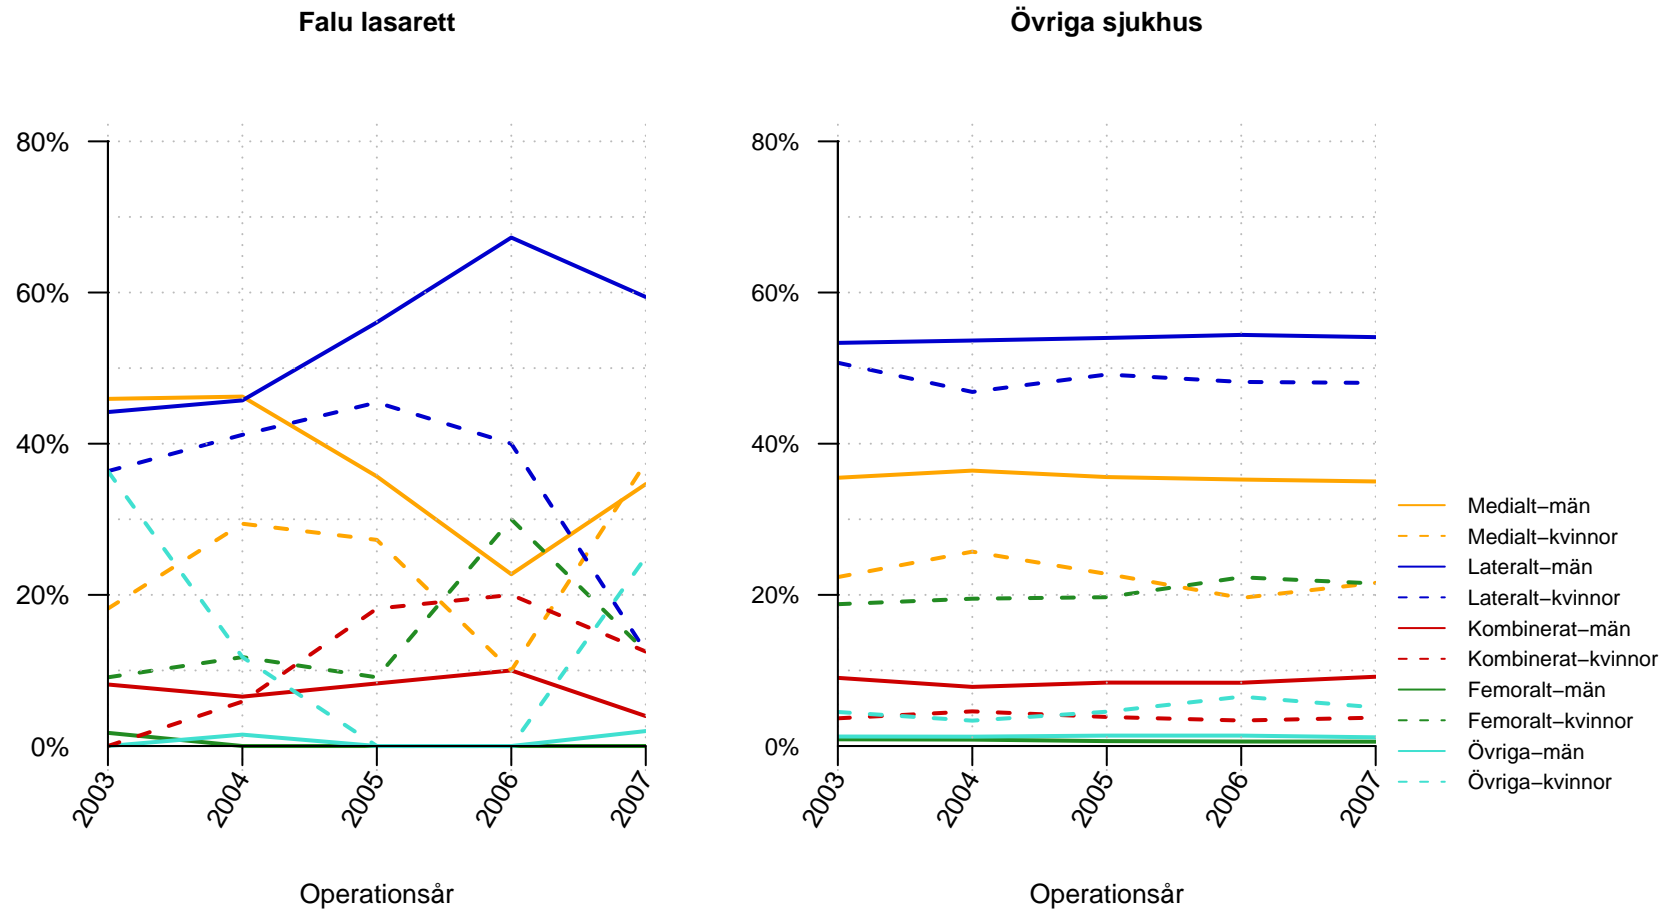 Falu lasarett
80%
60%
40%
20%
0%
2003
2004
2005
2006
2007
Operationsår
Övriga sjukhus
80%
60%
40%
20%
0%
2003
2004
2005
2006
2007
Operationsår
Medialt−män
Medialt−kvinnor
Lateralt−män
Lateralt−kvinnor
Kombinerat−män
Kombinerat−kvinnor
Femoralt−män
Femoralt−kvinnor
Övriga−män
Övriga−kvinnor